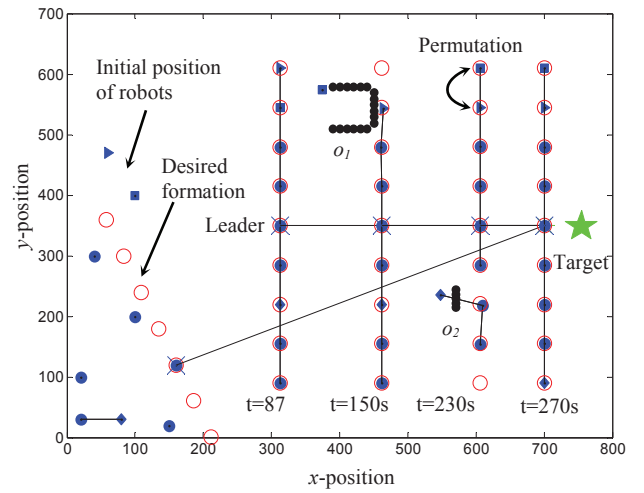 600
500
400
300
200
100
0
y-position
Initial position
of robots
Desired
formation
Leader
o1
Permutation
Target
o2
t=87
t=150s
t=230s
t=270s
0
100
200
300
400
500
600
700
800
x-position